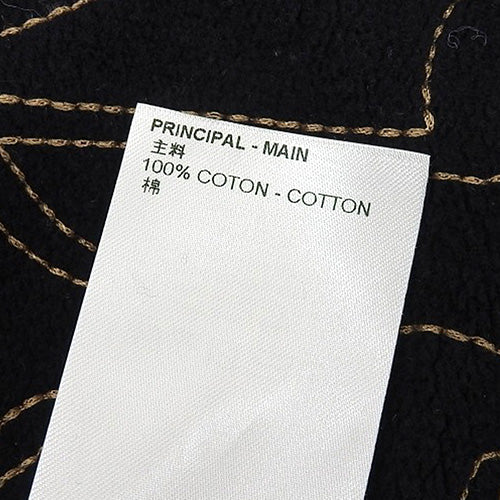 PRINCIPAL - MAIN
主料
100% COTON - COTTON
棉